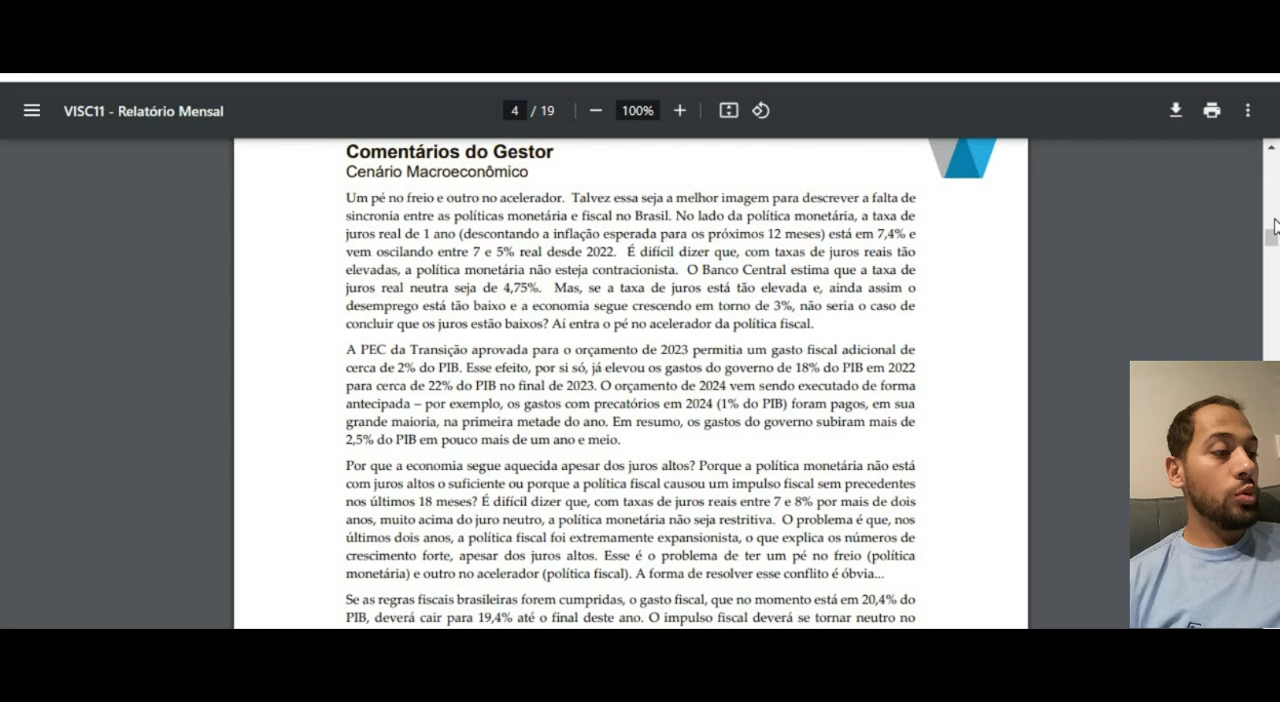 VISC11 - Relatório Mensal
4 / 19
100%
Comentários do Gestor
Cenário Macroeconômico
Um pé no freio e outro no acelerador. Talvez essa seja a melhor imagem para descrever a falta de
sincronia entre as políticas monetária e fiscal no Brasil. No lado da política monetária, a taxa de
juros real de 1 ano (descontando a inflação esperada para os próximos 12 meses) está em 7,4% e
vem oscilando entre 7 e 5% real desde 2022. É difícil dizer que, com taxas de juros reais tão
elevadas, a política monetária não esteja contracionista. O Banco Central estima que a taxa de
juros real neutra seja de 4,75%. Mas, se a taxa de juros está tão elevada e, ainda assim o
desemprego está tão baixo e a economia segue crescendo em torno de 3%, não seria o caso de
concluir que os juros estão baixos? Aí entra o pé no acelerador da política fiscal.
A PEC da Transição aprovada para o orçamento de 2023 permitia um gasto fiscal adicional de
cerca de 2% do PIB. Esse efeito, por si só, já elevou os gastos do governo de 18% do PIB em 2022
para cerca de 22% do PIB no final de 2023. O orçamento de 2024 vem sendo executado de forma
antecipada – por exemplo, os gastos com precatórios em 2024 (1% do PIB) foram pagos, em sua
grande maioria, na primeira metade do ano. Em resumo, os gastos do governo subiram mais de
2,5% do PIB em pouco mais de um ano e meio.
Por que a economia segue aquecida apesar dos juros altos? Porque a política monetária não está
com juros altos o suficiente ou porque a política fiscal causou um impulso fiscal sem precedentes
nos últimos 18 meses? É difícil dizer que, com taxas de juros reais entre 7 e 8% por mais de dois
anos, muito acima do juro neutro, a política monetária não seja restritiva. O problema é que, nos
últimos dois anos, a política fiscal foi extremamente expansionista, o que explica os números de
crescimento forte, apesar dos juros altos. Esse é o problema de ter um pé no freio (política
monetária) e outro no acelerador (política fiscal). A forma de resolver esse conflito é óbvia...
Se as regras fiscais brasileiras forem cumpridas, o gasto fiscal, que no momento está em 20,4% do
PIB, deverá cair para 19,4% até o final deste ano. O impulso fiscal deverá se tornar neutro no